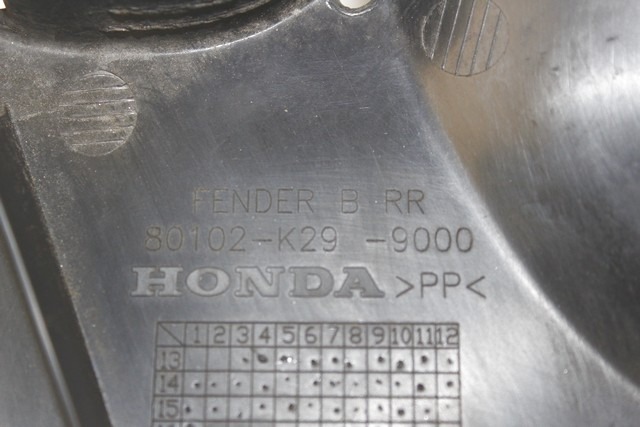 FENDER B RR
80102-K29 -9000
HONDA >PP<
1 2 3 4 5 6 7 8 9 10 11 12
13
14
15